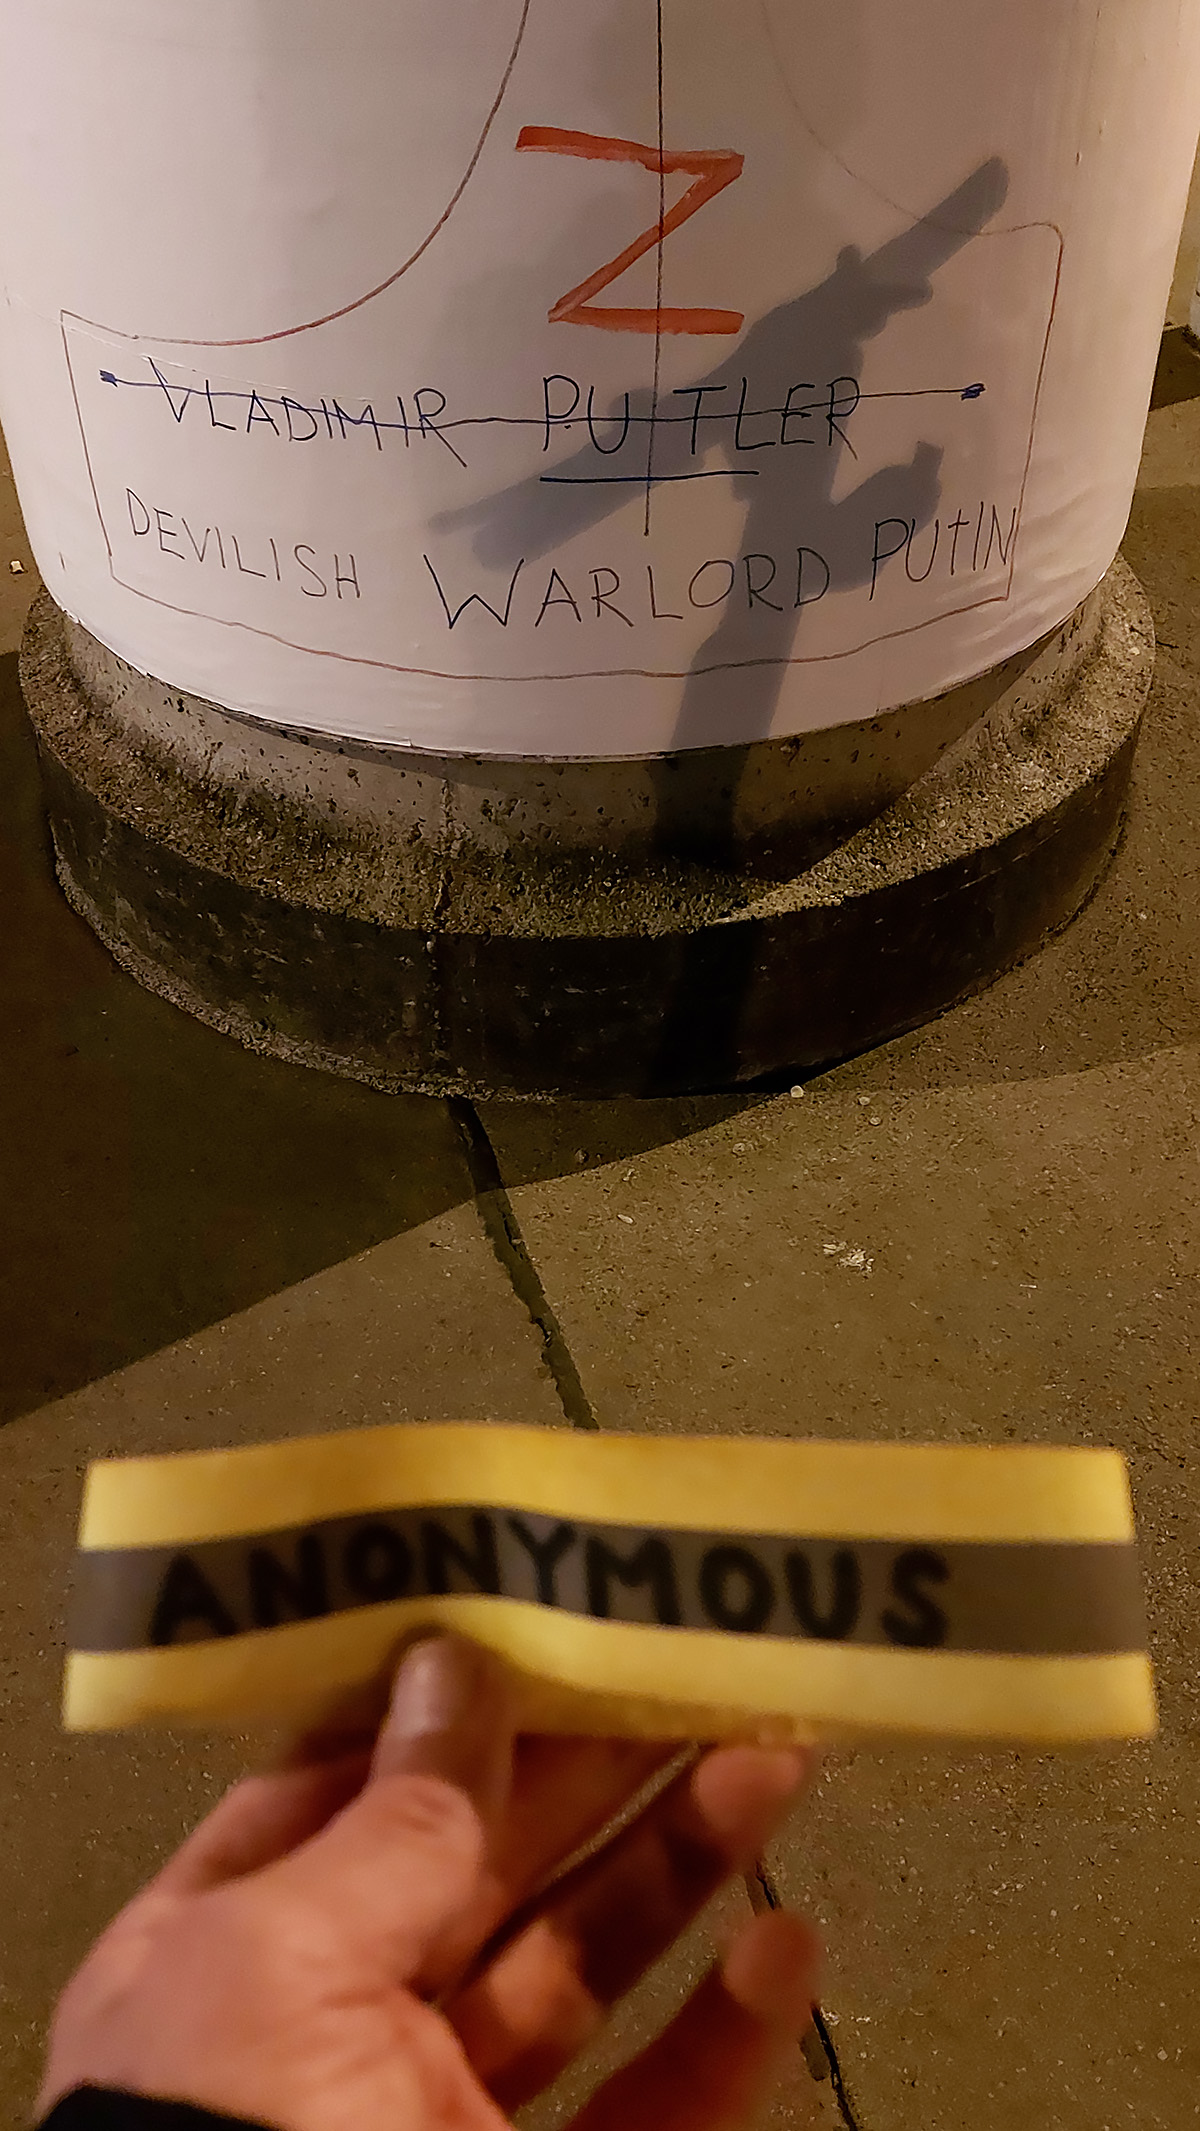 Z
VLADIMIR PUTLER
DEVILISH WARLORD PUTIN
ANONYMOUS